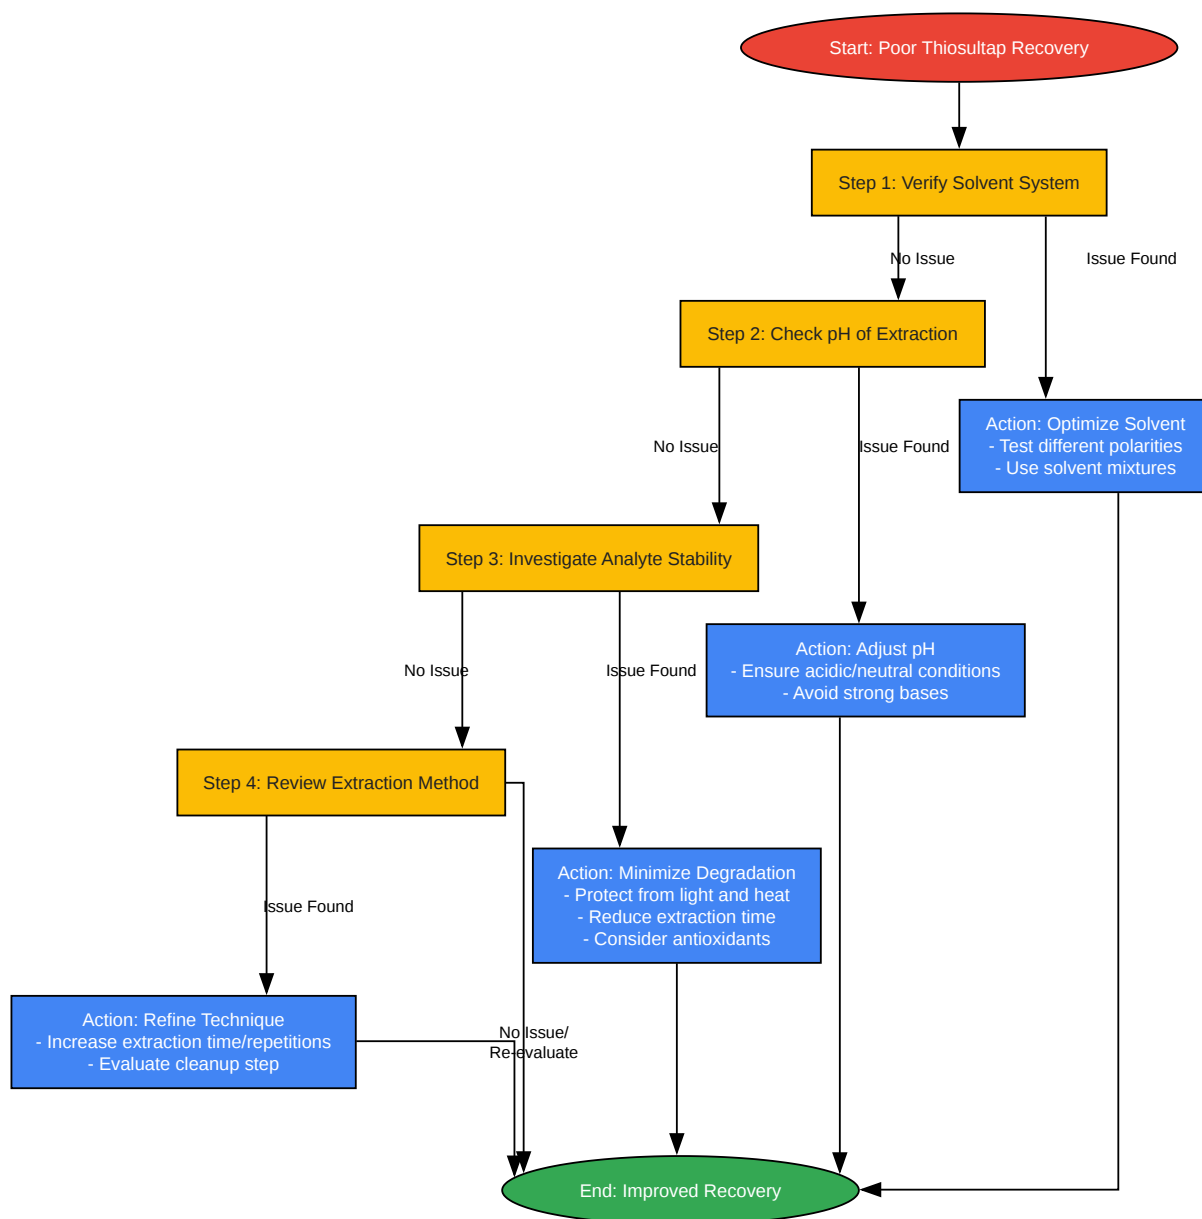 Start: Poor Thiosultap Recovery
Step 1: Verify Solvent System
No Issue
Issue Found
Step 2: Check pH of Extraction
Action: Optimize Solvent
- Test different polarities
- Use solvent mixtures
No Issue
Issue Found
Step 3: Investigate Analyte Stability
Action: Adjust pH
- Ensure acidic/neutral conditions
- Avoid strong bases
No Issue
Issue Found
Step 4: Review Extraction Method
Action: Minimize Degradation
- Protect from light and heat
- Reduce extraction time
- Consider antioxidants
Issue Found
Action: Refine Technique
- Increase extraction time/repetitions
- Evaluate cleanup step
No Issue/
Re-evaluate
End: Improved Recovery